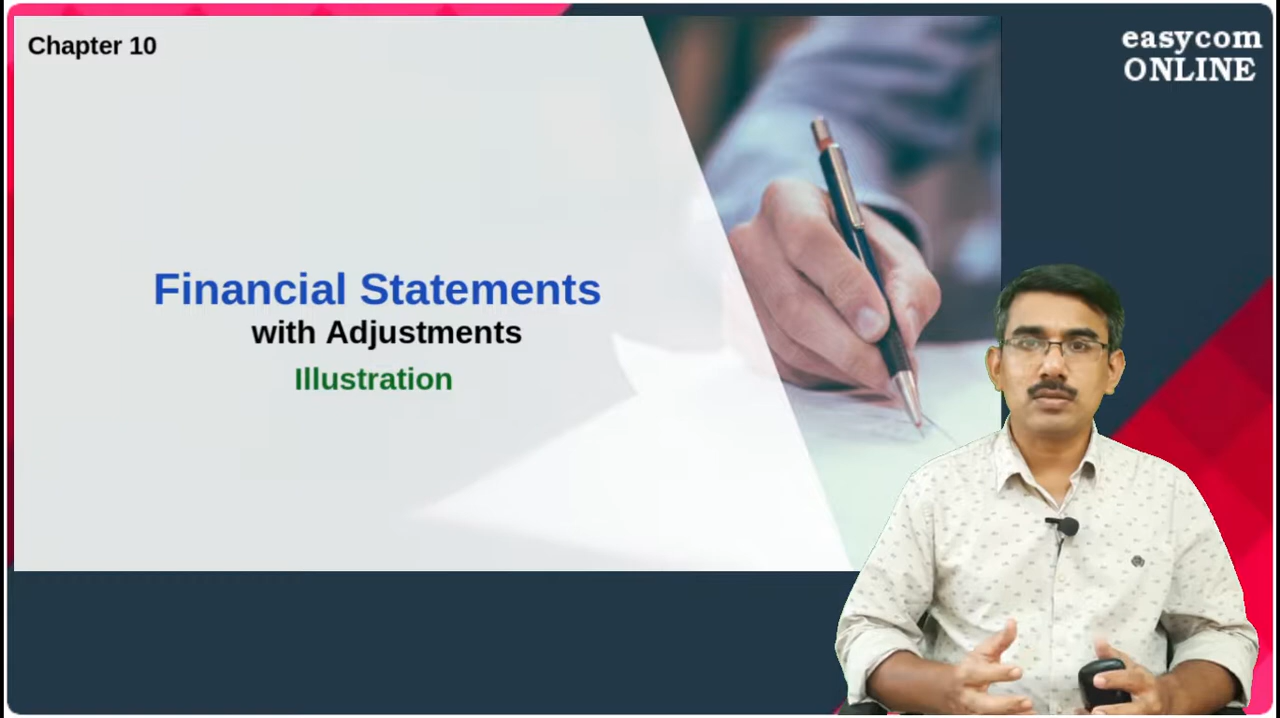 Chapter 10
easycom
ONLINE
Financial Statements
with Adjustments
Illustration